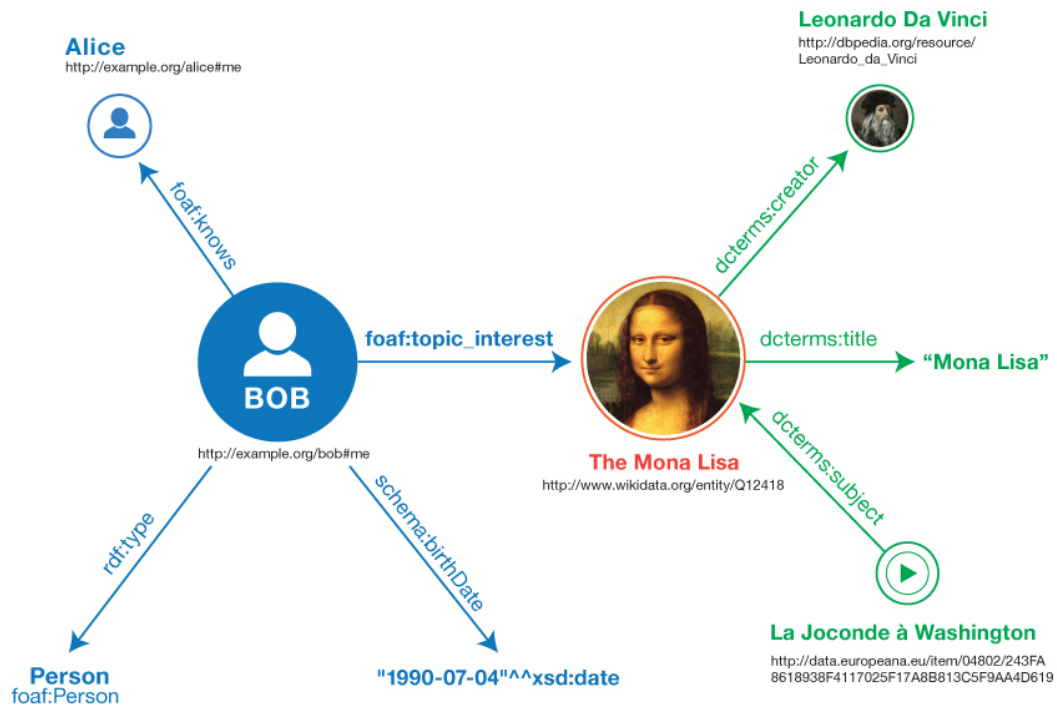 Alice
http://example.org/alice#me
Leonardo Da Vinci
http://dbpedia.org/resource/
Leonardo_da_Vinci
foaf:knows
dcterms:creator
BOB
http://example.org/bob#me
foaf:topic_interest
dcterms:title
“Mona Lisa”
The Mona Lisa
http://www.wikidata.org/entity/Q12418
dcterms:subject
rdf:type
schema:birthDate
La Joconde à Washington
http://data.europeana.eu/item/04802/243FA
8618938F4117025F17A8B813C5F9AA4D619
Person
foaf:Person
"1990-07-04"^^xsd:date